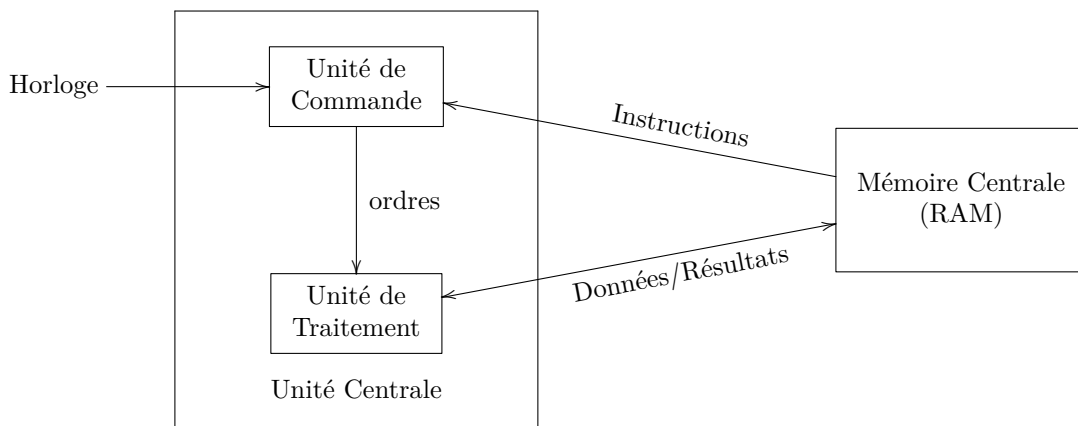 Horloge
Unité de
Commande
Instructions
Mémoire Centrale
(RAM)
ordres
Données/Résultats
Unité de
Traitement
Unité Centrale